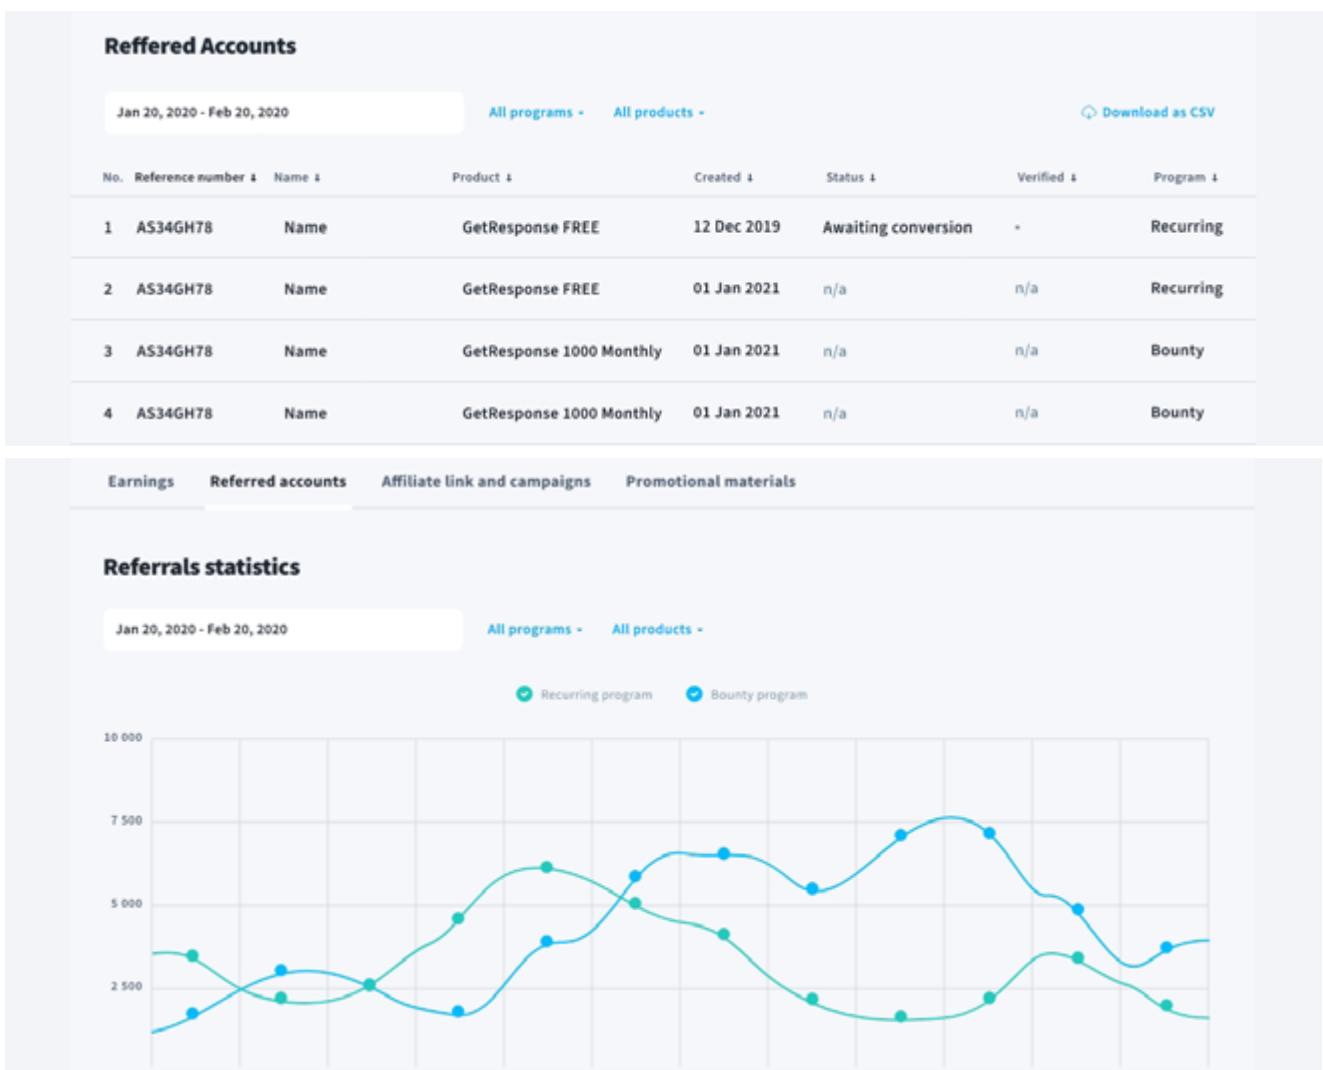 Reffered Accounts
Jan 20, 2020 - Feb 20, 2020 All programs All products Download as CSV
No. Reference number Name Product Created Status Verified Program
1 AS34GH78 Name GetResponse FREE 12 Dec 2019 Awaiting conversion - Recurring
2 AS34GH78 Name GetResponse FREE 01 Jan 2021 n/a n/a Recurring
3 AS34GH78 Name GetResponse 1000 Monthly 01 Jan 2021 n/a n/a Bounty
4 AS34GH78 Name GetResponse 1000 Monthly 01 Jan 2021 n/a n/a Bounty
Earnings Referred accounts Affiliate link and campaigns Promotional materials
Referrals statistics
Jan 20, 2020 - Feb 20, 2020 All programs All products
Recurring program Bounty program
10 000
7 500
5 000
2 500